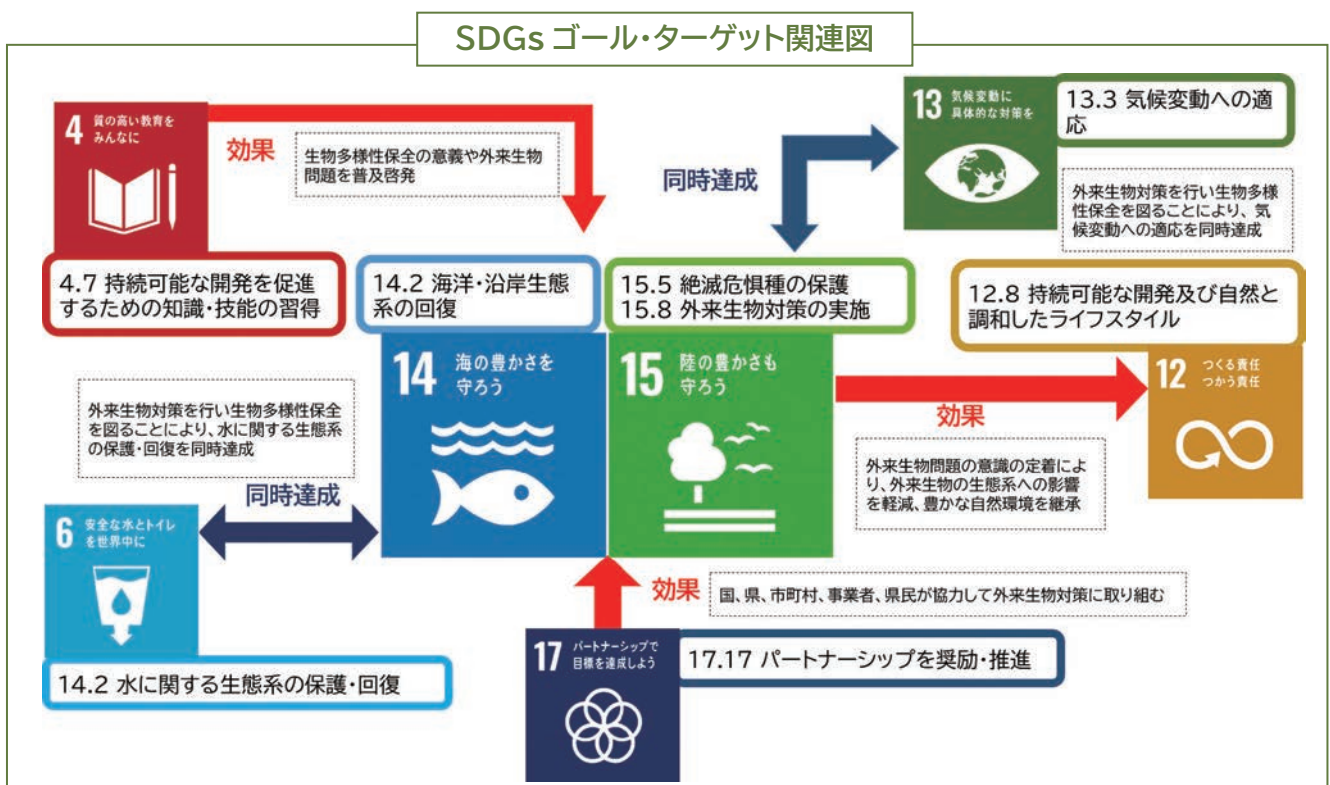 SDGs ゴール・ターゲット関連図
4 質の高い教育を
みんなに
効果
生物多様性保全の意義や外来生物
問題を普及啓発
同時達成
13 気候変動に
具体的な対策を
13.3 気候変動への適
応
外来生物対策を行い生物多様
性保全を図ることにより、気
候変動への適応を同時達成
4.7 持続可能な開発を促進
するための知識・技能の習得
14.2 海洋・沿岸生態
系の回復
15.5 絶滅危惧種の保護
15.8 外来生物対策の実施
12.8 持続可能な開発及び自然と
調和したライフスタイル
14 海の豊かさを
守ろう
15 陸の豊かさも
守ろう
12 つくる責任
つかう責任
外来生物対策を行い生物多様性保全
を図ることにより、水に関する生態系
の保護・回復を同時達成
効果
外来生物問題の意識の定着によ
り、外来生物の生態系への影響
を軽減、豊かな自然環境を継承
同時達成
6 安全な水とトイレ
を世界中に
効果
国、県、市町村、事業者、県民が協力して外来生物対策に取り組む
17 パートナーシップで
目標を達成しよう
17.17 パートナーシップを奨励・推進
14.2 水に関する生態系の保護・回復